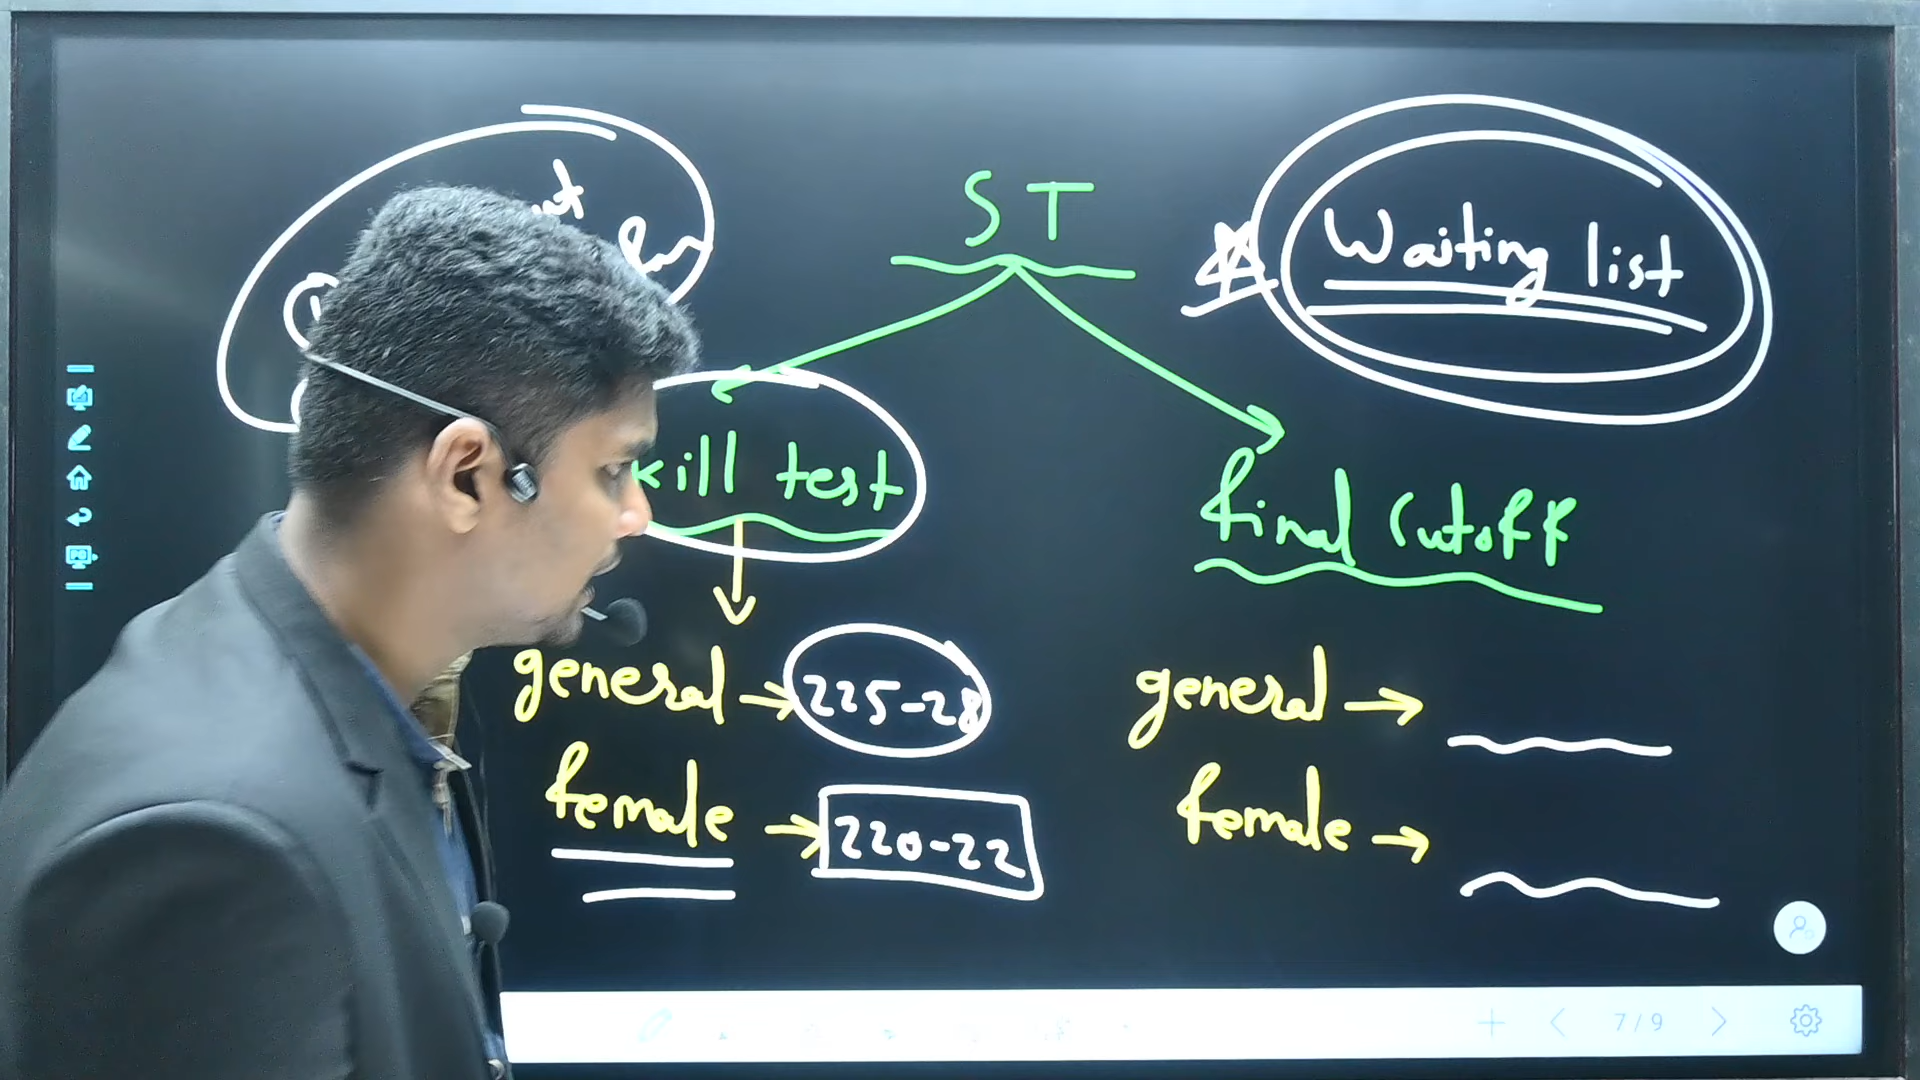 ST
Waiting list
kill test
final cutoff
general → 225-28
female → 220-22
general →
female →
7/9